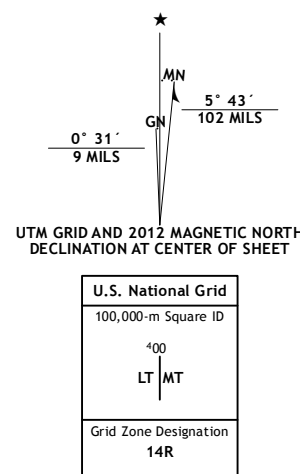 ★
MN
5° 43´
102 MILS
GN
0° 31´
9 MILS
UTM GRID AND 2012 MAGNETIC NORTH
DECLINATION AT CENTER OF SHEET
U.S. National Grid
100,000-m Square ID
⁴00
LT MT
Grid Zone Designation
14R